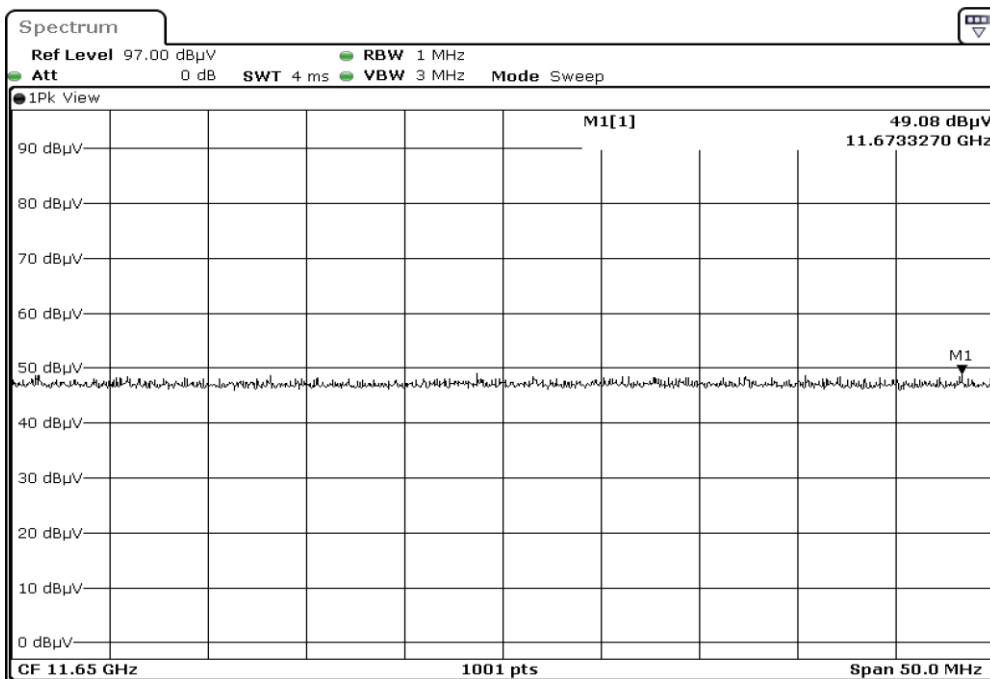 Spectrum
Ref Level 97.00 dBµV RBW 1 MHz
Att 0 dB SWT 4 ms VBW 3 MHz Mode Sweep
1Pk View
M1[1] 49.08 dBµV
11.6733270 GHz
90 dBµV
80 dBµV
70 dBµV
60 dBµV
50 dBµV
M1
40 dBµV
30 dBµV
20 dBµV
10 dBµV
0 dBµV
CF 11.65 GHz 1001 pts Span 50.0 MHz